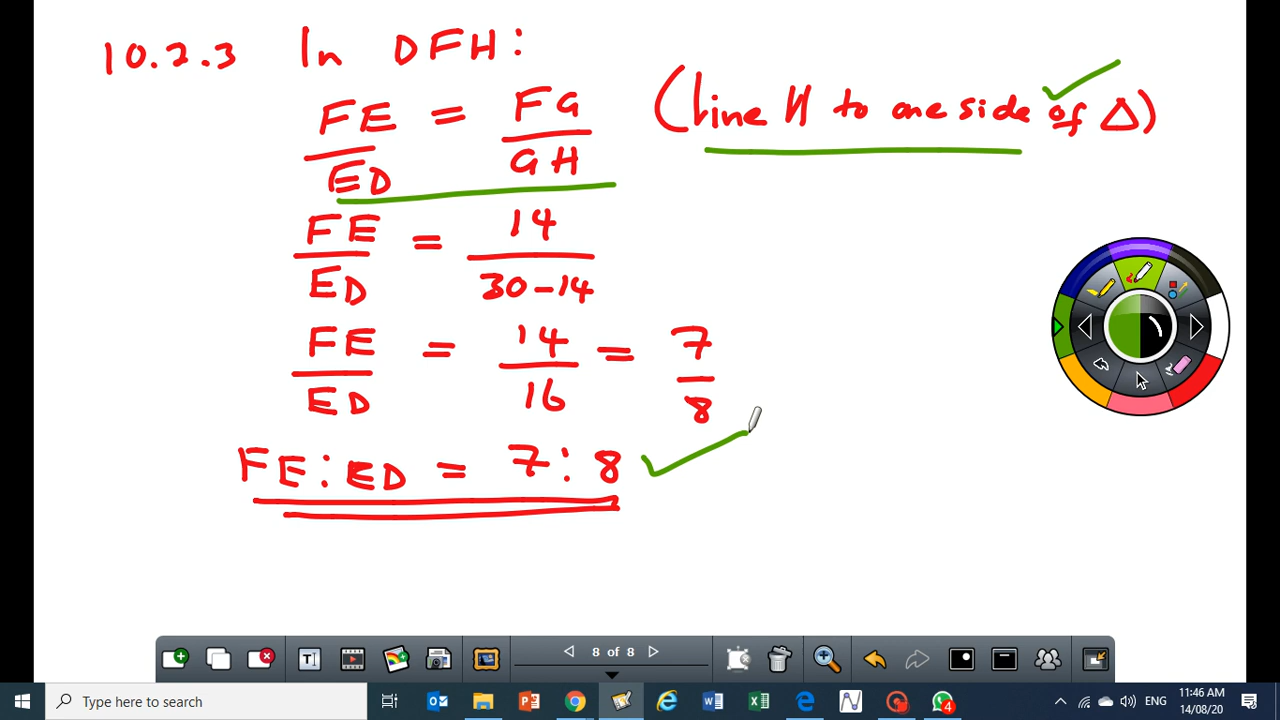 10.2.3 In DFH:
FE/ED = FG/GH (Line || to one side of Δ)
FE/ED = 14/30-14
FE/ED = 14/16 = 7/8
FE:ED = 7:8
8 of 8
Type here to search
ENG
11:46 AM
14/08/20
4